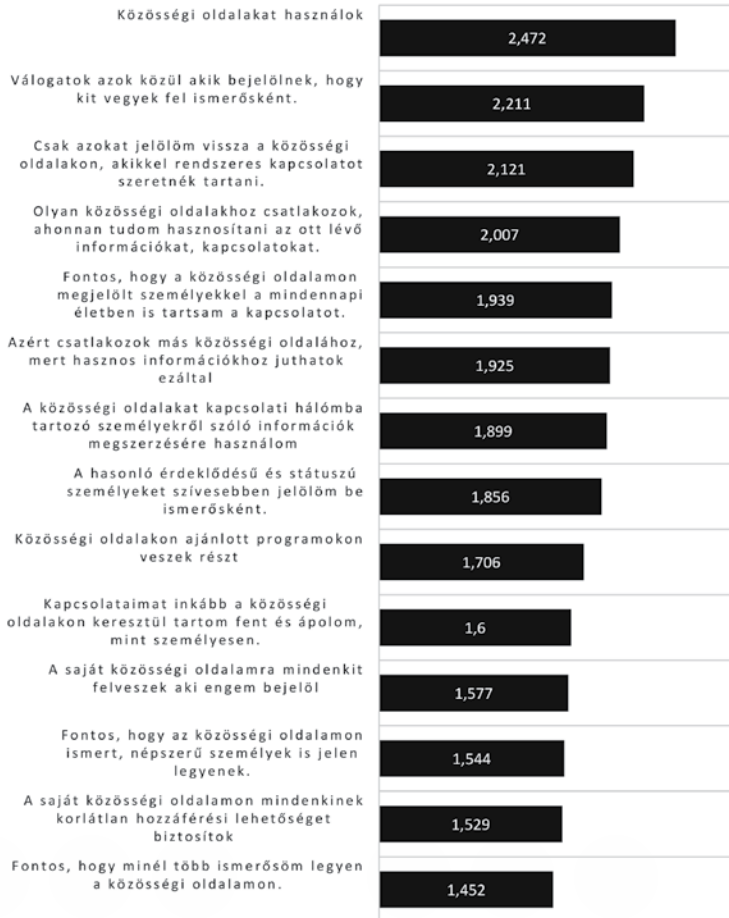 Közösségi oldalakat használok
2,472
Válogatok azok közül akik bejelölnek, hogy
kit vegyek fel ismerősként.
2,211
Csak azokat jelölöm vissza a közösségi
oldalakon, akikkel rendszeres kapcsolatot
szeretnék tartani.
2,121
Olyan közösségi oldalakhoz csatlakozok,
ahonnan tudom hasznosítani az ott lévő
információkat, kapcsolatokat.
2,007
Fontos, hogy a közösségi oldalamon
megjelölt személyekkel a mindennapi
életben is tartsam a kapcsolatot.
1,939
Azért csatlakozok más közösségi oldalához,
mert hasznos információkhoz juthatok
ezáltal
1,925
A közösségi oldalakat kapcsolati hálómba
tartozó személyekről szóló információk
megszerzésére használom
1,899
A hasonló érdeklődésű és státuszú
személyeket szívesebben jelölöm be
ismerősként.
1,856
Közösségi oldalakon ajánlott programokon
veszek részt
1,706
Kapcsolataimat inkább a közösségi
oldalakon keresztül tartom fent és ápolom,
mint személyesen.
1,6
A saját közösségi oldalamra mindenkit
felveszek aki engem bejelöl
1,577
Fontos, hogy az közösségi oldalamon
ismert, népszerű személyek is jelen
legyenek.
1,544
A saját közösségi oldalamon mindenkinek
korlátlan hozzáférési lehetőséget
biztosítok
1,529
Fontos, hogy minél több ismerősöm legyen
a közösségi oldalamon.
1,452